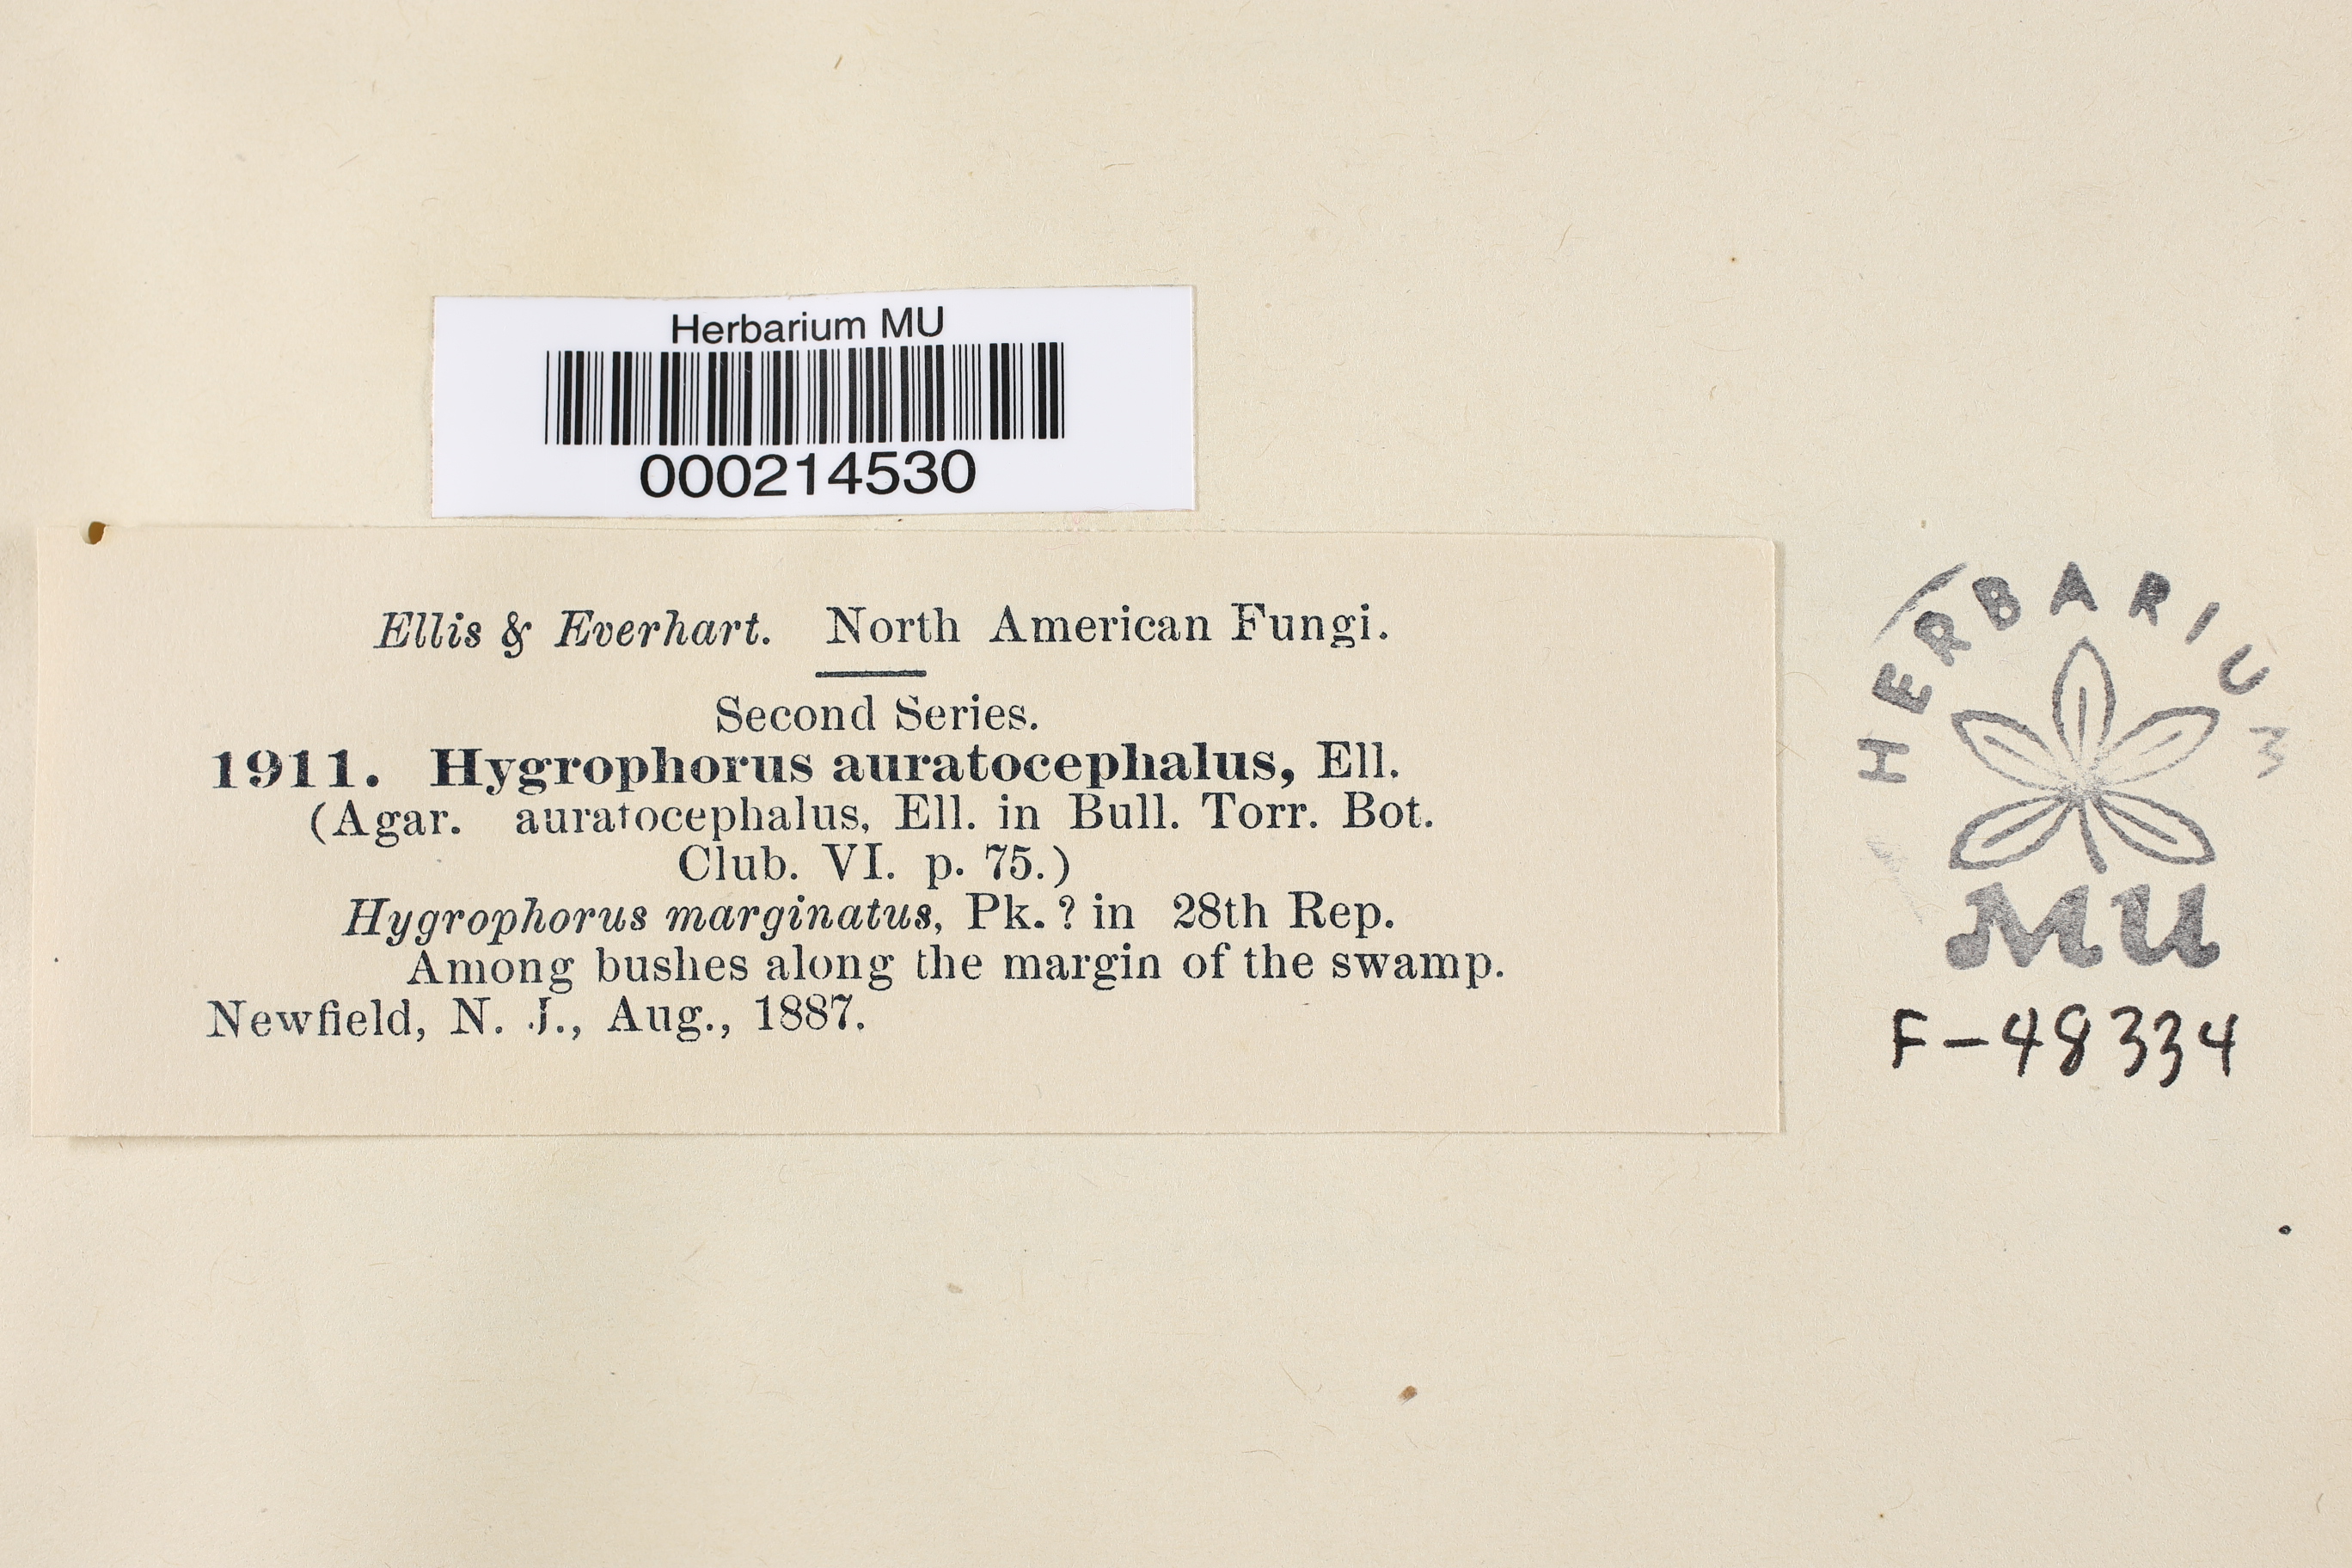 Herbarium MU
000214530
Ellis & Everhart. North American Fungi.
Second Series.
1911. Hygrophorus auratocephalus, Ell.
(Agar. auratocephalus, Ell. in Bull. Torr. Bot.
Club. VI. p. 75.)
Hygrophorus marginatus, Pk. ? in 28th Rep.
Among bushes along the margin of the swamp.
Newfield, N. J., Aug., 1887.
HERBARIUM
MU
F-48334